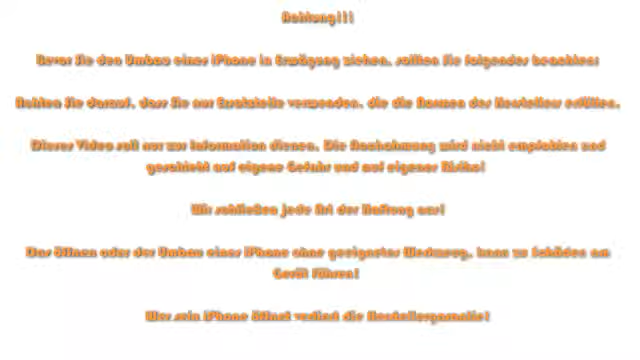 Achtung!!!
Bevor Sie den Umbau eines iPhone in Erwägung ziehen, sollten Sie folgendes beachten:
Achten Sie darauf, dass Sie nur Ersatzteile verwenden, die die Normen des Herstellers erfüllen.
Dieses Video soll nur zur Information dienen. Die Nachahmung wird nicht empfohlen und
geschieht auf eigene Gefahr und auf eigenes Risiko!
Wir schließen jede Art der Haftung aus!
Das öffnen oder der Umbau eines iPhone ohne geeignetes Werkzeug, kann zu Schäden am
Gerät führen!
Wer sein iPhone öffnet verliert die Herstellergarantie!